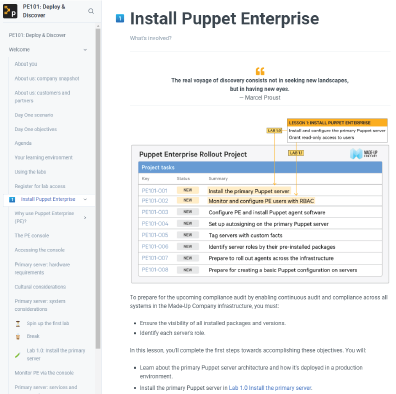 PE101: Deploy &
Discover
PE101: Deploy & Discover
Welcome
About you
About us: company snapshot
About us: customers and
partners
Day One scenario
Day One objectives
Agenda
Your learning environment
Using the labs
Register for lab access
1 Install Puppet Enterprise
Why use Puppet Enterprise
(PE)?
The PE console
Accessing the console
Primary server: hardware
requirements
Cultural considerations
Primary server: system
considerations
Spin up the first lab
Break
Lab 1.0: Install the primary
server
Monitor PE via the console
Primary server: services and
1 Install Puppet Enterprise
What's involved?
The real voyage of discovery consists not in seeking new landscapes,
but in having new eyes.
— Marcel Proust
LESSON 1: INSTALL PUPPET ENTERPRISE
LAB 1.0 Install and configure the primary Puppet server
Grant read-only access to users
LAB 1.1
Puppet Enterprise Rollout Project
MADE-UP
COMPANY
Project tasks
Key Status Summary
PE101-001 NEW Install the primary Puppet server
PE101-002 NEW Monitor and configure PE users with RBAC
PE101-003 NEW Configure PE and install Puppet agent software
PE101-004 NEW Set up autosigning on the primary Puppet server
PE101-005 NEW Tag servers with custom facts
PE101-006 NEW Identify server roles by their pre-installed packages
PE101-007 NEW Prepare to roll out agents across the infrastructure
PE101-008 NEW Prepare for creating a basic Puppet configuration on servers
To prepare for the upcoming compliance audit by enabling continuous audit and compliance across all
systems in the Made-Up Company infrastructure, you must:
• Ensure the visibility of all installed packages and versions.
• Identify each server's role.
In this lesson, you'll complete the first steps towards accomplishing these objectives. You will:
• Learn about the primary Puppet server architecture and how it's deployed in a production
environment.
• Install the primary Puppet server in Lab 1.0 Install the primary Puppet server.